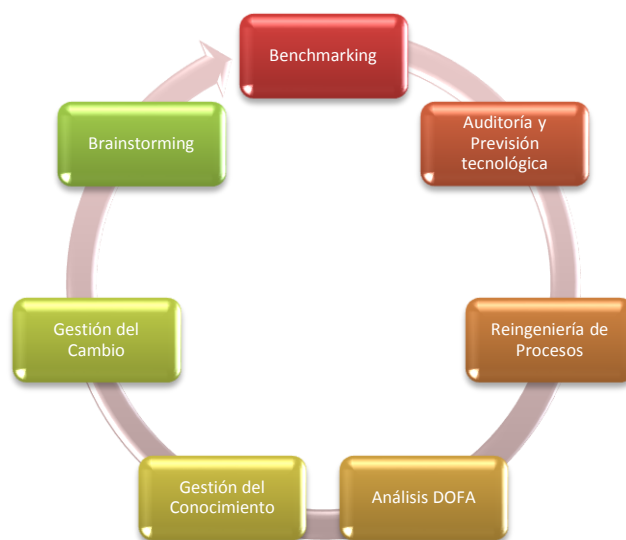 Benchmarking
Auditoría y
Previsión
tecnológica
Reingeniería de
Procesos
Análisis DOFA
Gestión del
Conocimiento
Gestión del
Cambio
Brainstorming